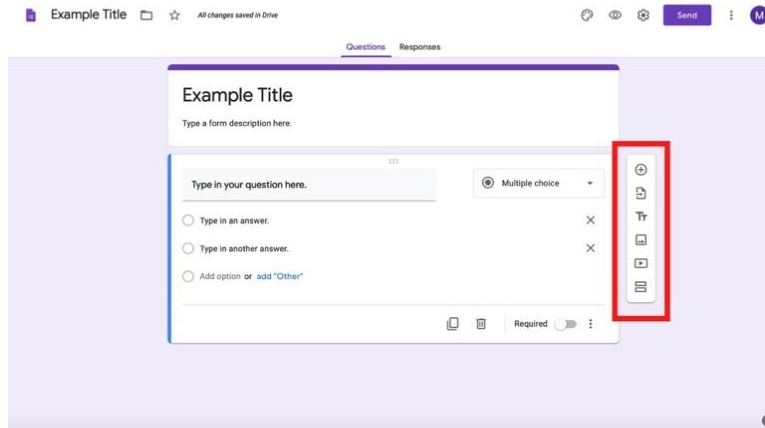 Example Title
All changes saved in Drive
Send
M
Questions
Responses
Example Title
Type a form description here.
Type in your question here.
Multiple choice
Type in an answer.
Type in another answer.
Add option or add "Other"
Required
Tт